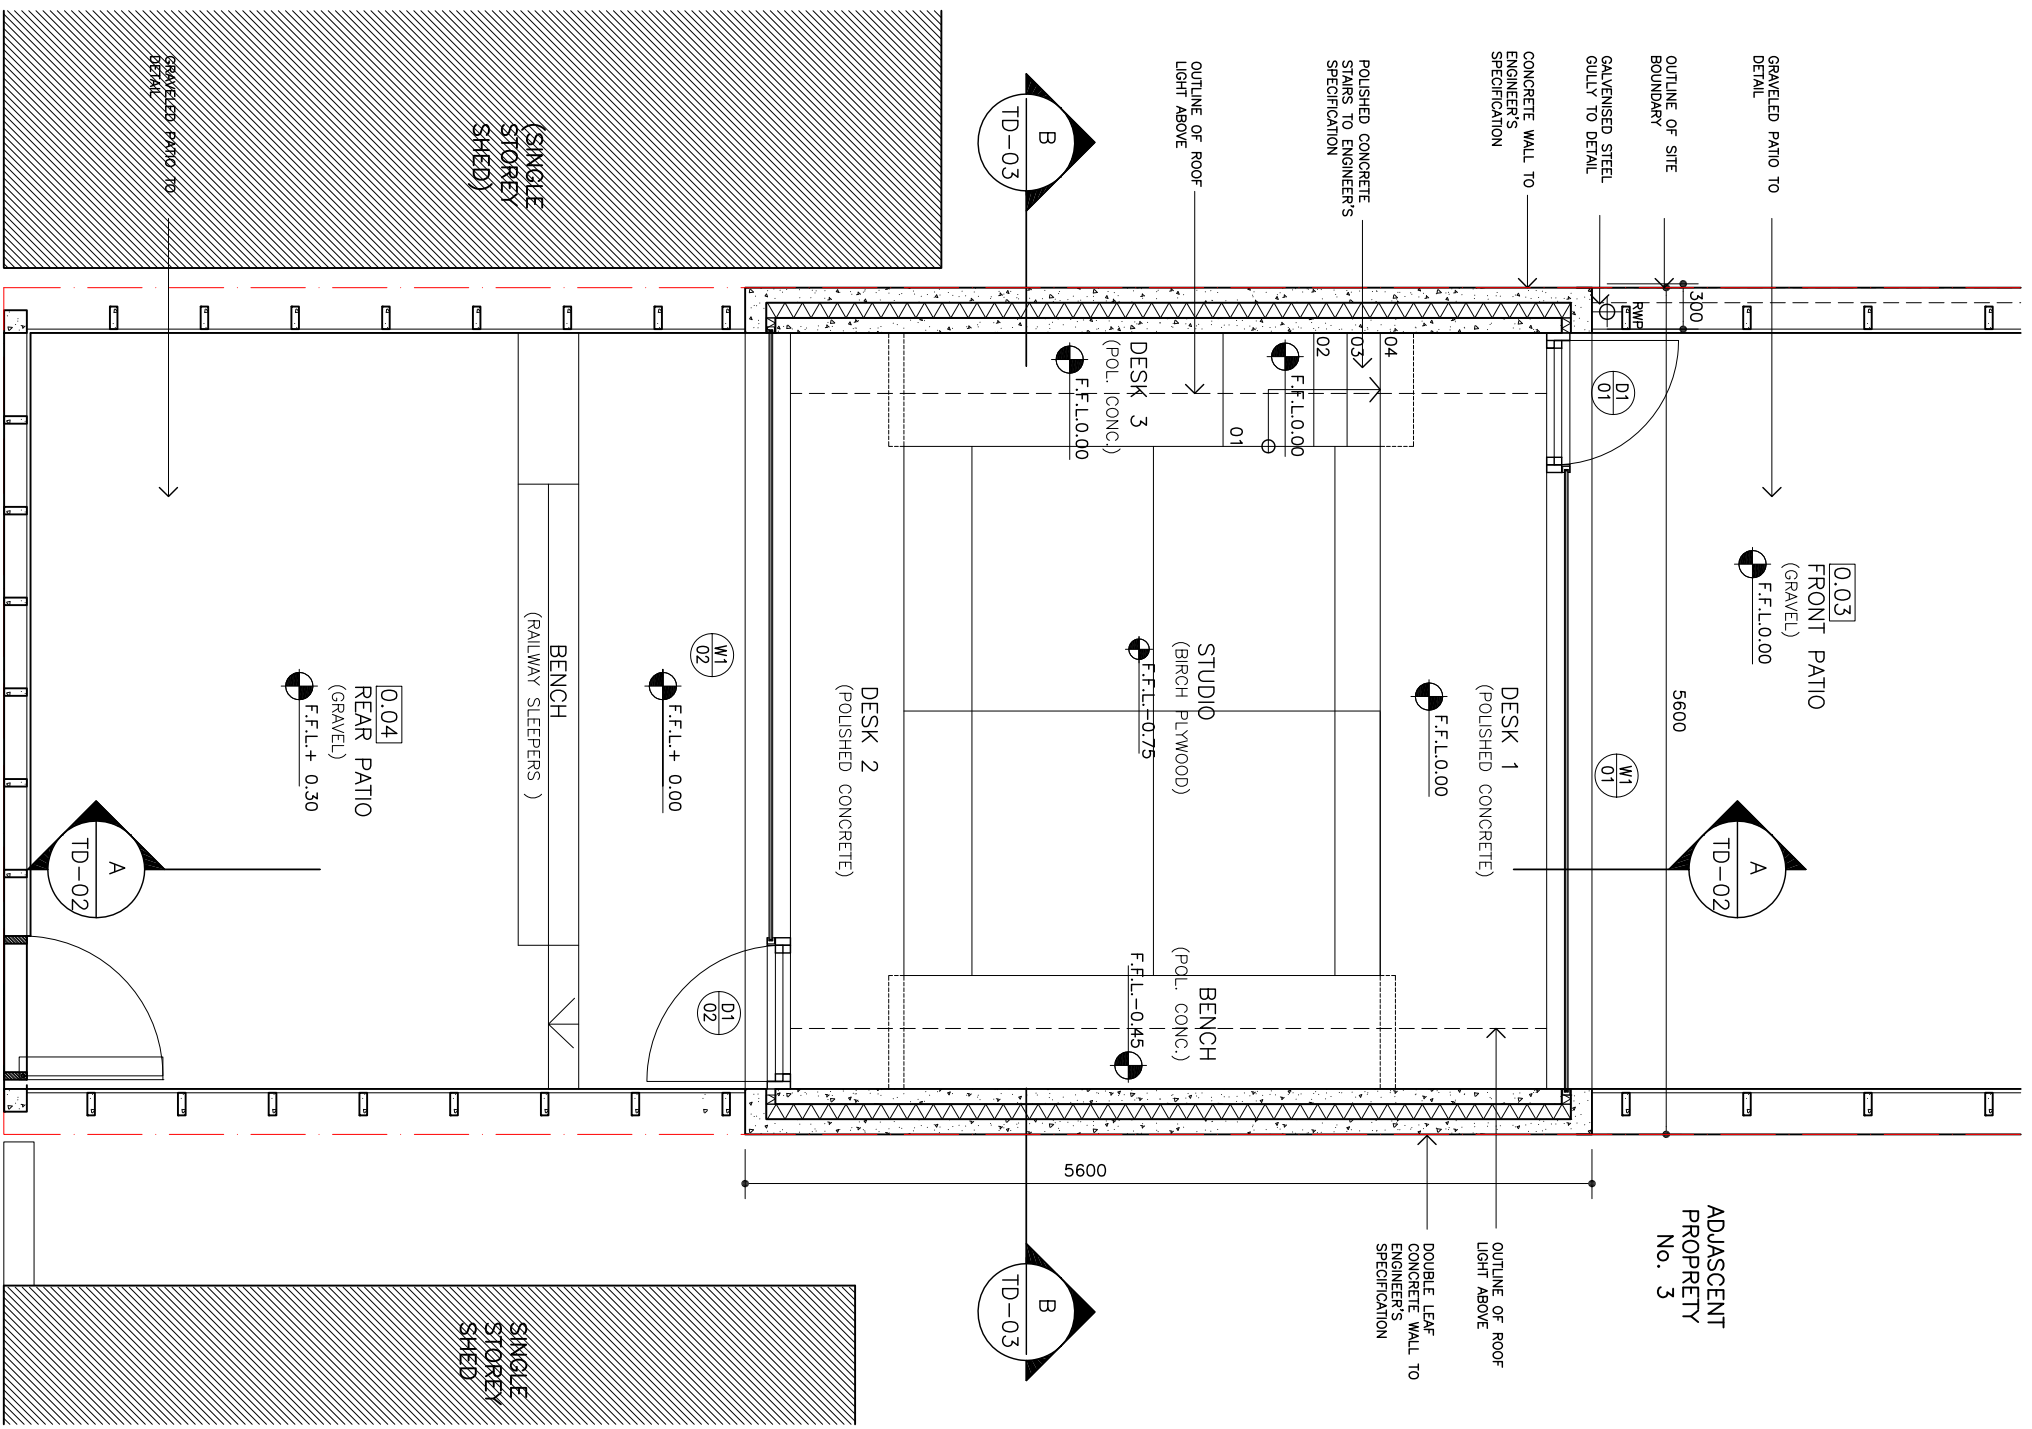 GRAVELED PATIO TO
DETAIL
OUTLINE OF SITE
BOUNDARY
GALVENISED STEEL
GULLY TO DETAIL
CONCRETE WALL TO
ENGINEER'S
SPECIFICATION
POLISHED CONCRETE
STAIRS TO ENGINEER'S
SPECIFICATION
OUTLINE OF ROOF
LIGHT ABOVE
B
TD-03
(SINGLE
STOREY
SHED)
GRAVELED PATIO TO
DETAIL
300
RWP
D1
01
04
03
02
01
F.F.L.0.00
DESK 3
(POL. CONC.)
F.F.L.0.00
0.03
FRONT PATIO
(GRAVEL)
F.F.L.0.00
5600
W1
01
A
TD-02
DESK 1
(POLISHED CONCRETE)
F.F.L.0.00
STUDIO
(BIRCH PLYWOOD)
F.F.L.-0.75
DESK 2
(POLISHED CONCRETE)
BENCH
(POL. CONC.)
F.F.L.-0.45
W1
02
F.F.L.+ 0.00
D1
02
BENCH
(RAILWAY SLEEPERS )
0.04
REAR PATIO
(GRAVEL)
F.F.L.+ 0.30
A
TD-02
5600
ADJASCENT
PROPRETY
No. 3
OUTLINE OF ROOF
LIGHT ABOVE
DOUBLE LEAF
CONCRETE WALL TO
ENGINEER'S
SPECIFICATION
B
TD-03
SINGLE
STOREY
SHED